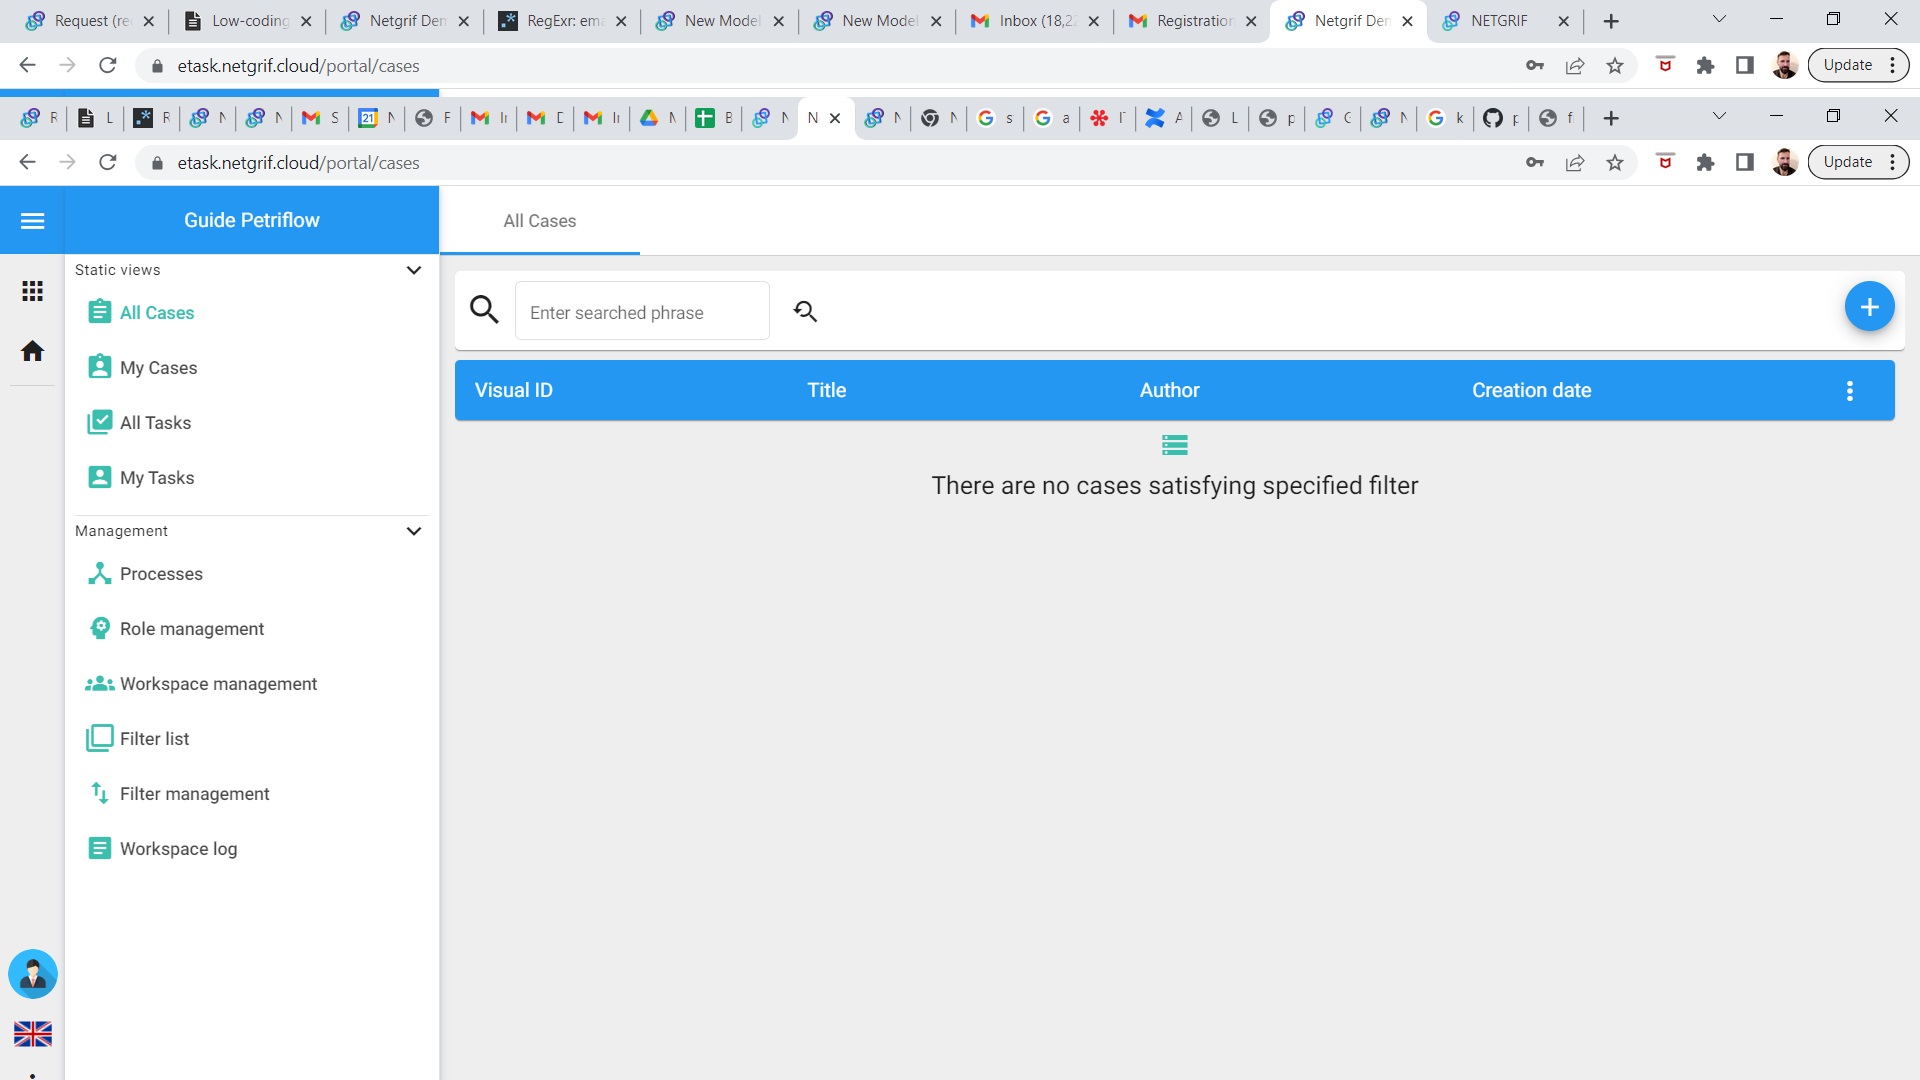 Request (re
Low-coding
Netgrif Den
RegExr: ema
New Model
New Model
Inbox (18,22
Registration
Netgrif Den
NETGRIF
etask.netgrif.cloud/portal/cases
Update
etask.netgrif.cloud/portal/cases
Update
Guide Petriflow
All Cases
Static views
All Cases
My Cases
All Tasks
My Tasks
Management
Processes
Role management
Workspace management
Filter list
Filter management
Workspace log
Enter searched phrase
Visual ID
Title
Author
Creation date
There are no cases satisfying specified filter